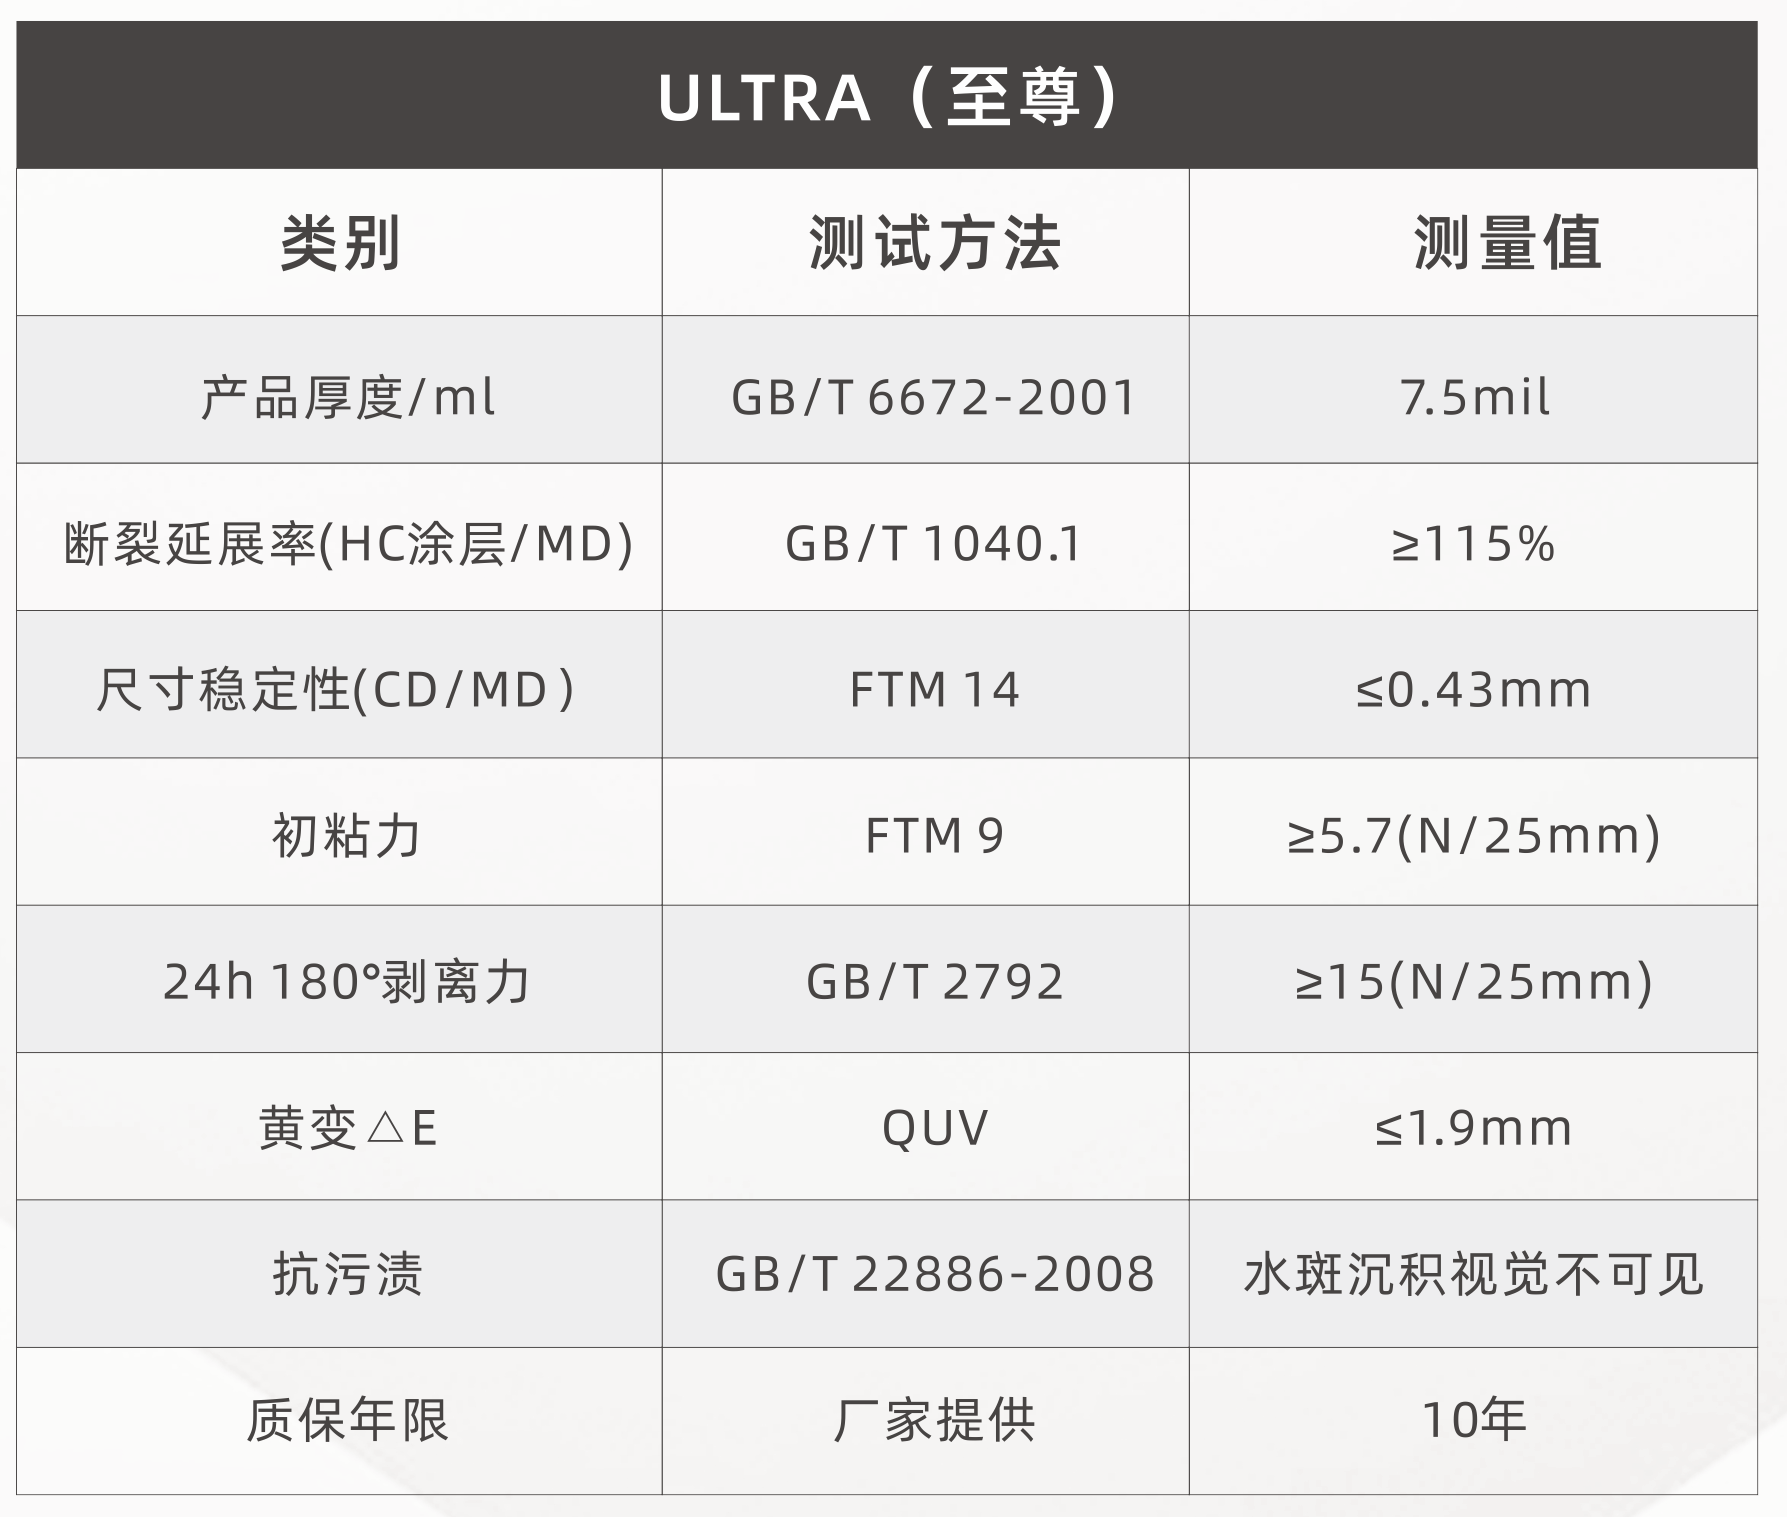 ULTRA（至尊）
类别 测试方法 测量值
产品厚度/ml GB/T 6672-2001 7.5mil
断裂延展率(HC涂层/MD) GB/T 1040.1 ≥115%
尺寸稳定性(CD/MD) FTM 14 ≤0.43mm
初粘力 FTM 9 ≥5.7(N/25mm)
24h 180°剥离力 GB/T 2792 ≥15(N/25mm)
黄变△E QUV ≤1.9mm
抗污渍 GB/T 22886-2008 水斑沉积视觉不可见
质保年限 厂家提供 10年